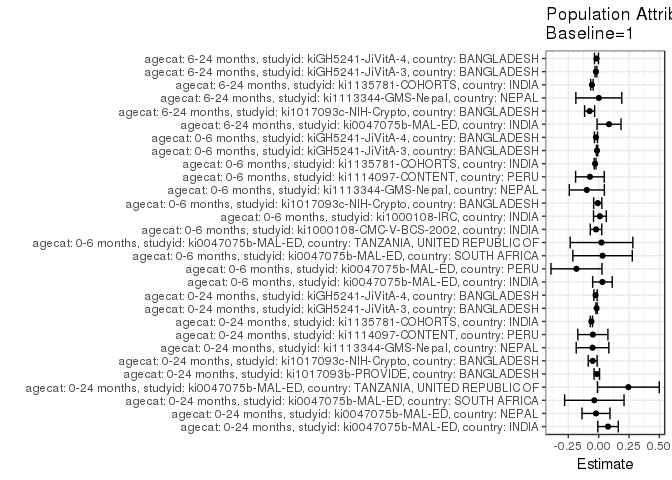 Population Attri
Baseline=1
agecat: 6-24 months, studyid: kiGH5241-JiVitA-4, country: BANGLADESH
agecat: 6-24 months, studyid: kiGH5241-JiVitA-3, country: BANGLADESH
agecat: 6-24 months, studyid: ki1135781-COHORTS, country: INDIA
agecat: 6-24 months, studyid: ki1113344-GMS-Nepal, country: NEPAL
agecat: 6-24 months, studyid: ki1017093c-NIH-Crypto, country: BANGLADESH
agecat: 6-24 months, studyid: ki0047075b-MAL-ED, country: INDIA
agecat: 0-6 months, studyid: kiGH5241-JiVitA-4, country: BANGLADESH
agecat: 0-6 months, studyid: kiGH5241-JiVitA-3, country: BANGLADESH
agecat: 0-6 months, studyid: ki1135781-COHORTS, country: INDIA
agecat: 0-6 months, studyid: ki1114097-CONTENT, country: PERU
agecat: 0-6 months, studyid: ki1113344-GMS-Nepal, country: NEPAL
agecat: 0-6 months, studyid: ki1017093c-NIH-Crypto, country: BANGLADESH
agecat: 0-6 months, studyid: ki1000108-IRC, country: INDIA
agecat: 0-6 months, studyid: ki1000108-CMC-V-BCS-2002, country: INDIA
agecat: 0-6 months, studyid: ki0047075b-MAL-ED, country: TANZANIA, UNITED REPUBLIC OF
agecat: 0-6 months, studyid: ki0047075b-MAL-ED, country: SOUTH AFRICA
agecat: 0-6 months, studyid: ki0047075b-MAL-ED, country: PERU
agecat: 0-6 months, studyid: ki0047075b-MAL-ED, country: INDIA
agecat: 0-24 months, studyid: kiGH5241-JiVitA-4, country: BANGLADESH
agecat: 0-24 months, studyid: kiGH5241-JiVitA-3, country: BANGLADESH
agecat: 0-24 months, studyid: ki1135781-COHORTS, country: INDIA
agecat: 0-24 months, studyid: ki1114097-CONTENT, country: PERU
agecat: 0-24 months, studyid: ki1113344-GMS-Nepal, country: NEPAL
agecat: 0-24 months, studyid: ki1017093c-NIH-Crypto, country: BANGLADESH
agecat: 0-24 months, studyid: ki1017093b-PROVIDE, country: BANGLADESH
agecat: 0-24 months, studyid: ki0047075b-MAL-ED, country: TANZANIA, UNITED REPUBLIC OF
agecat: 0-24 months, studyid: ki0047075b-MAL-ED, country: SOUTH AFRICA
agecat: 0-24 months, studyid: ki0047075b-MAL-ED, country: NEPAL
agecat: 0-24 months, studyid: ki0047075b-MAL-ED, country: INDIA
-0.25 0.00 0.25 0.50
Estimate